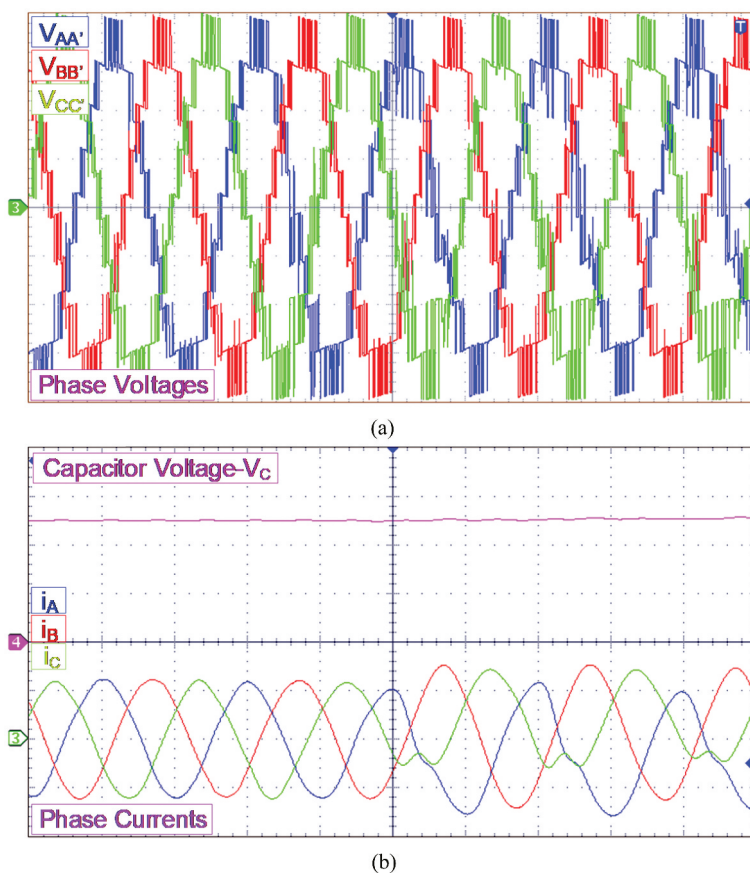 VAA'
VBB'
VCC'
T
3
Phase Voltages
(a)
Capacitor Voltage-VC
iA
4
iB
iC
3
Phase Currents
(b)